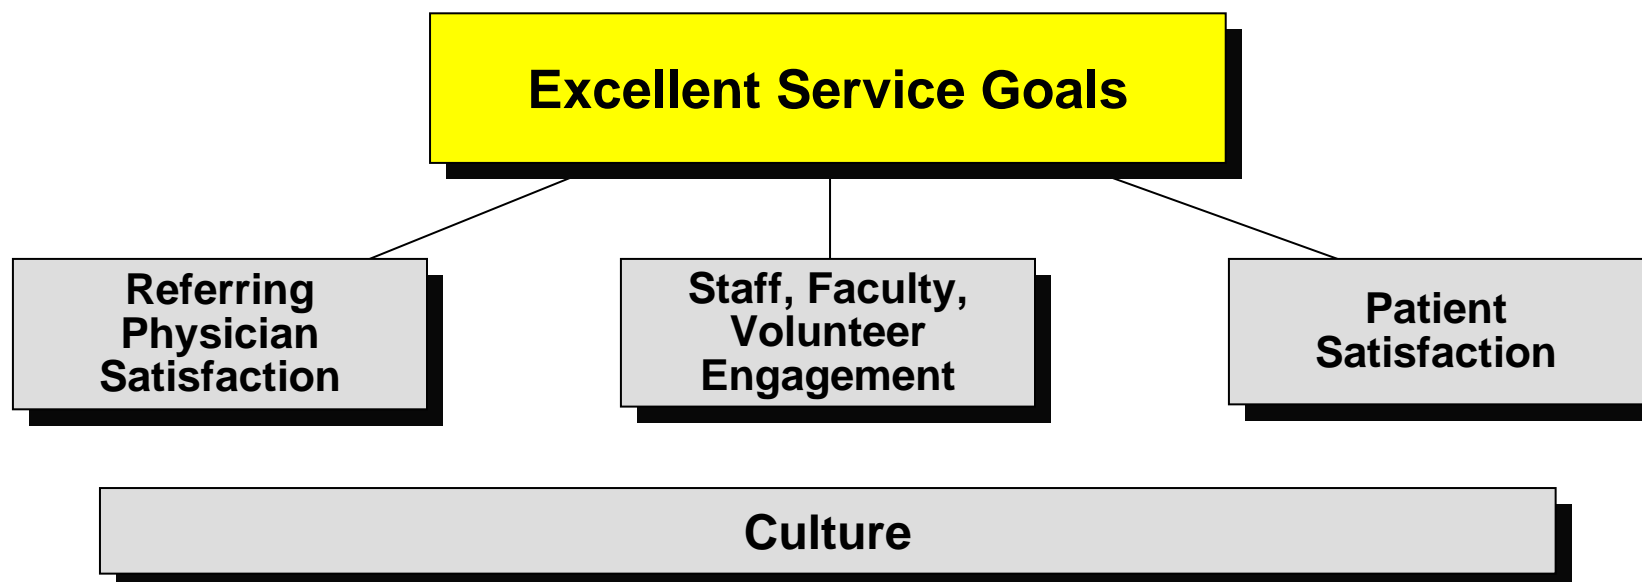 Excellent Service Goals
Referring
Physician
Satisfaction
Staff, Faculty,
Volunteer
Engagement
Patient
Satisfaction
Culture